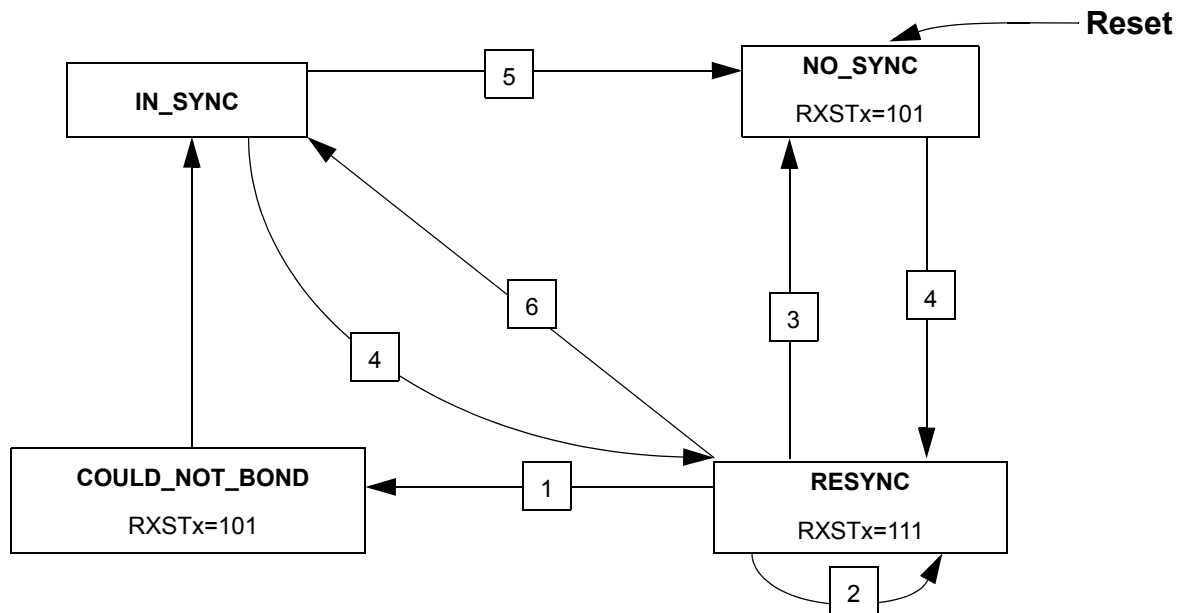 Reset
NO_SYNC
RXSTx=101
5
IN_SYNC
6
3
4
4
COULD_NOT_BOND
RXSTx=101
1
RESYNC
RXSTx=111
2